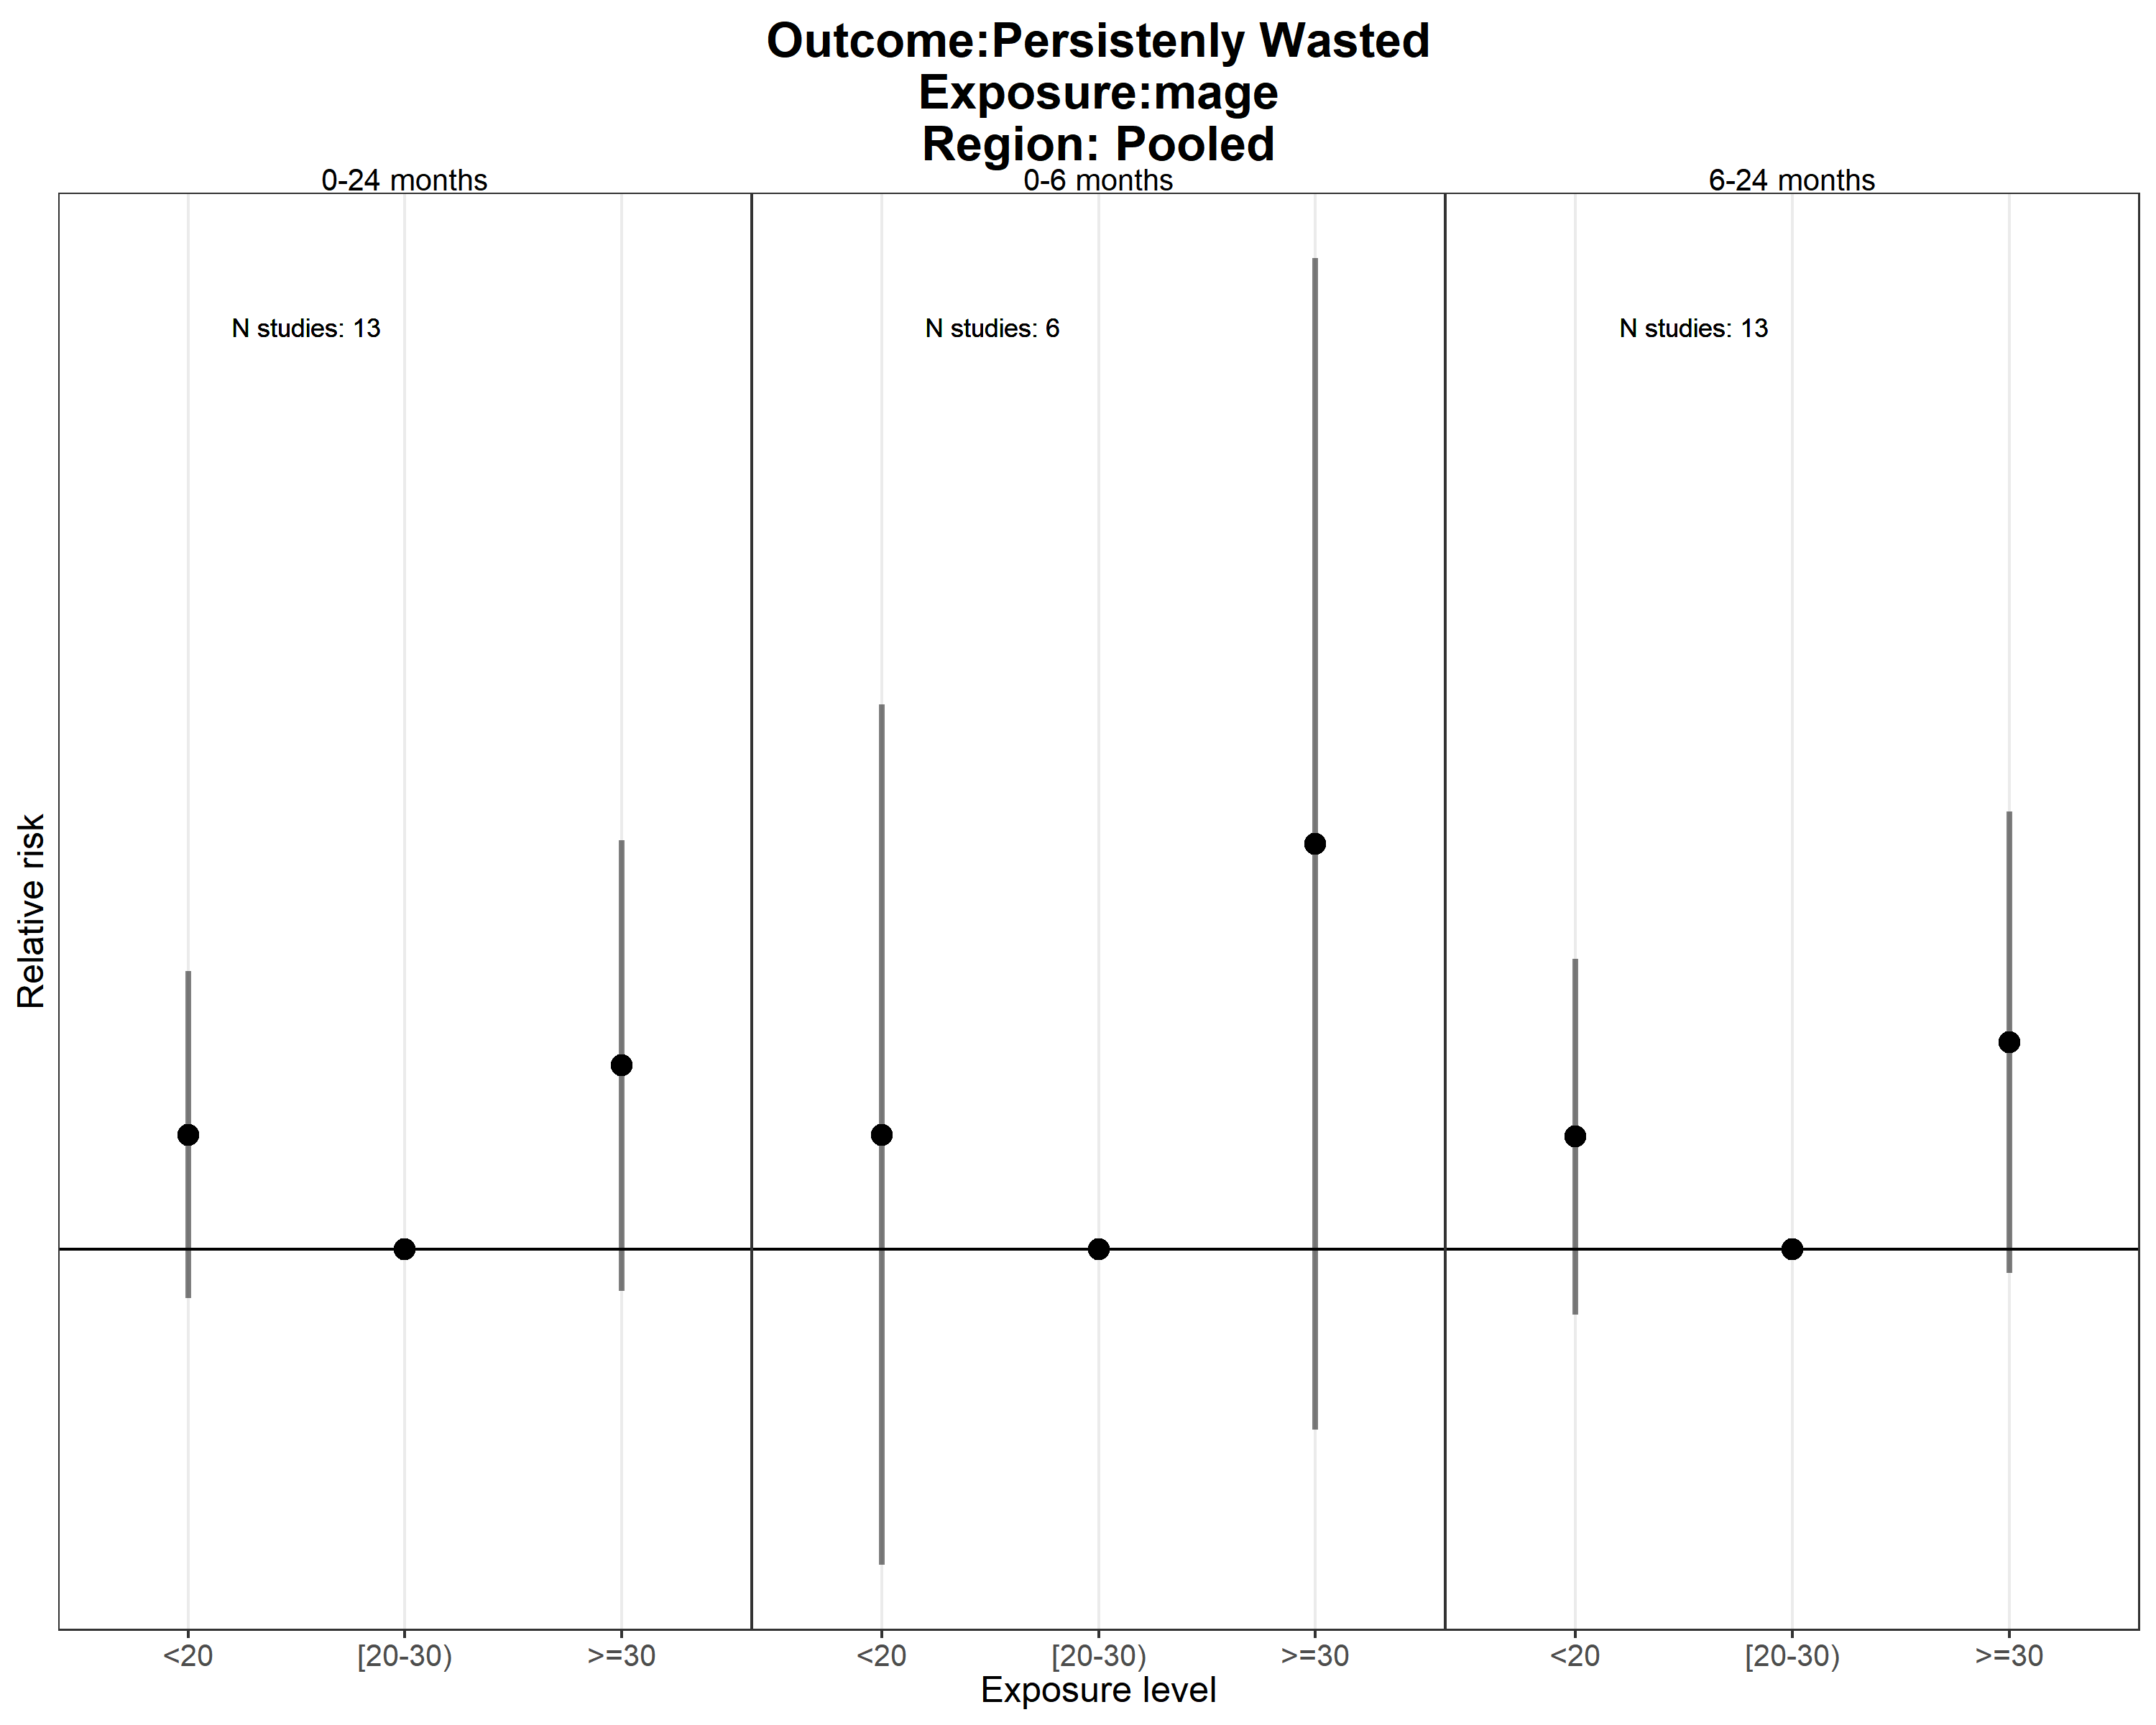 Outcome:Persistenly Wasted
Exposure:mage
Region: Pooled
0-24 months
0-6 months
6-24 months
N studies: 13
N studies: 6
N studies: 13
Relative risk
<20
[20-30)
>=30
<20
[20-30)
>=30
<20
[20-30)
>=30
Exposure level